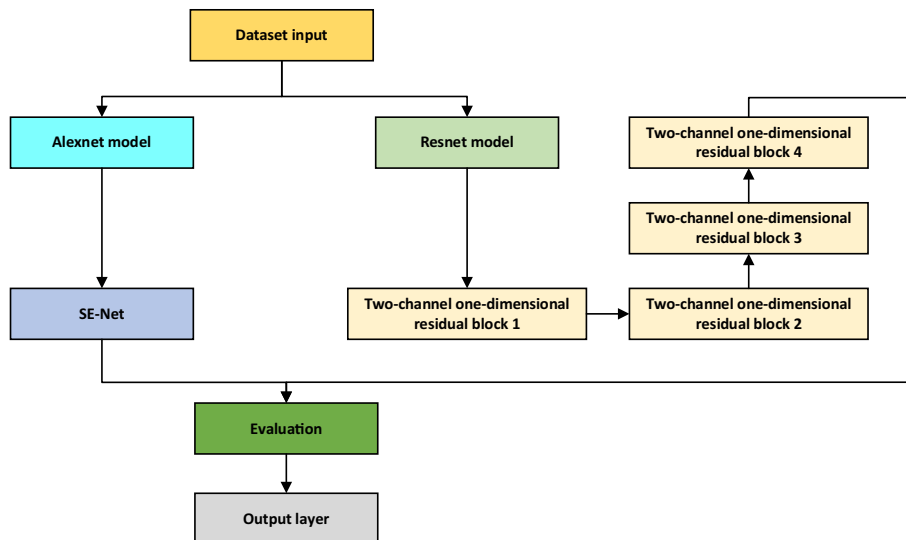 Dataset input
Alexnet model
Resnet model
Two-channel one-dimensional
residual block 4
Two-channel one-dimensional
residual block 3
SE-Net
Two-channel one-dimensional
residual block 1
Two-channel one-dimensional
residual block 2
Evaluation
Output layer